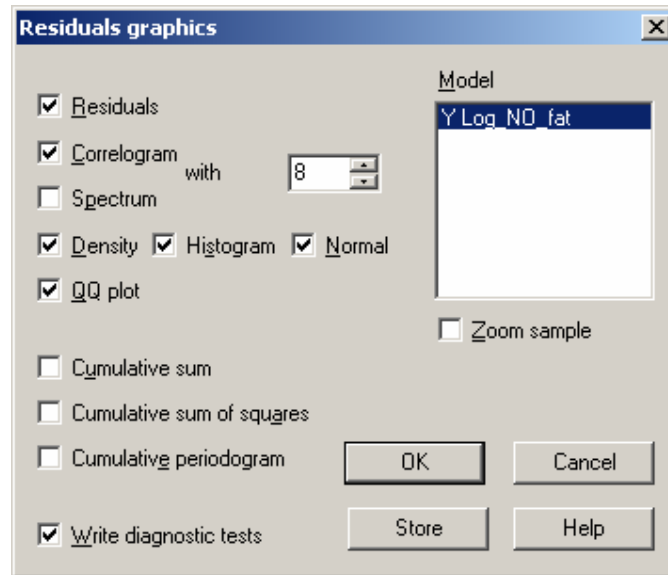 Residuals graphics
Residuals
Correlogram with 8
Spectrum
Density Histogram Normal
QQ plot
Cumulative sum
Cumulative sum of squares
Cumulative periodogram
Write diagnostic tests
Model
Y Log_NO_fat
Zoom sample
OK Cancel
Store Help